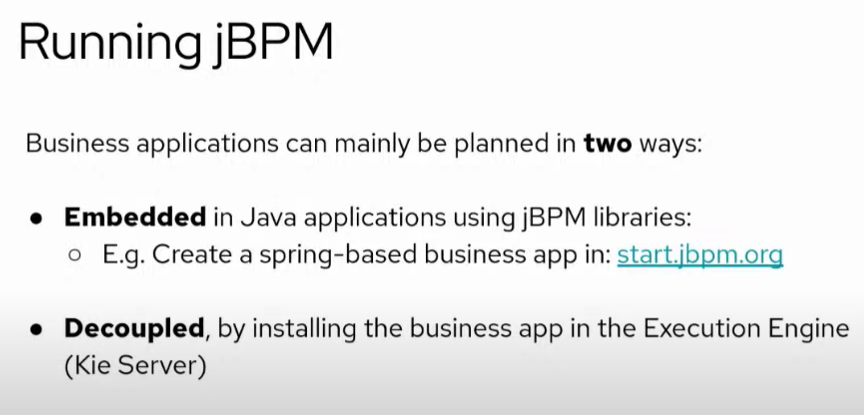 Running jBPM
Business applications can mainly be planned in two ways:
● Embedded in Java applications using jBPM libraries:
○ E.g. Create a spring-based business app in: start.jbpm.org
● Decoupled, by installing the business app in the Execution Engine
(Kie Server)